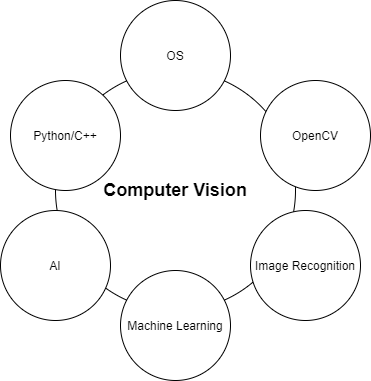 OS
Python/C++
OpenCV
Computer Vision
AI
Image Recognition
Machine Learning